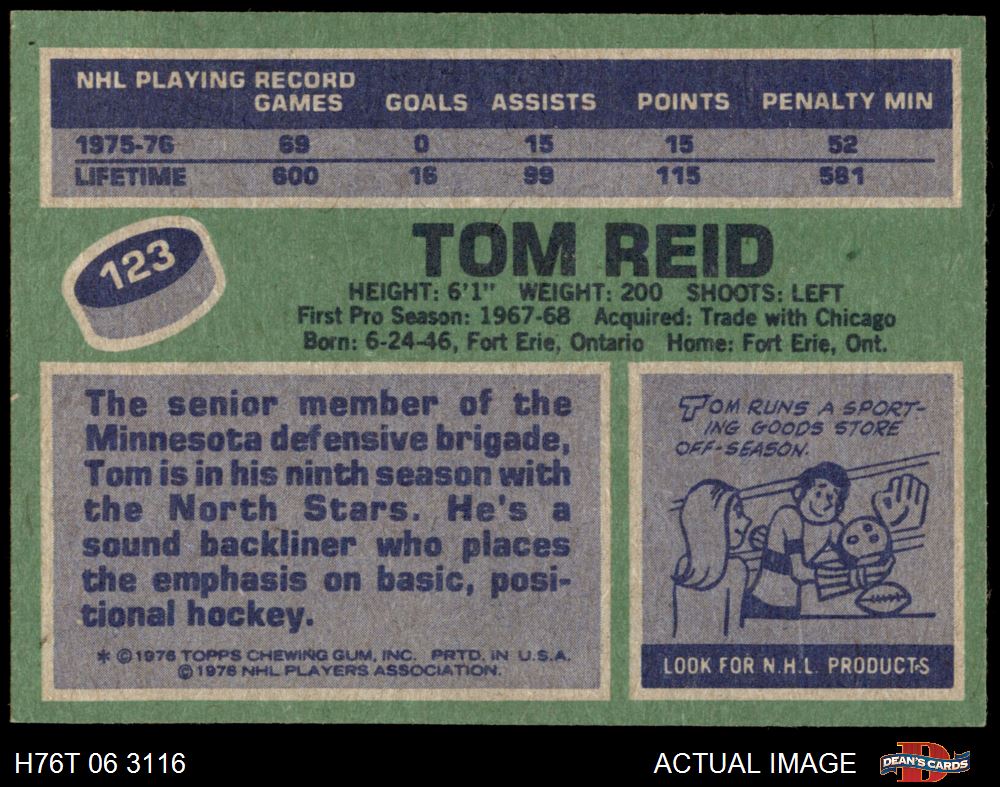 NHL PLAYING RECORD
GAMES GOALS ASSISTS POINTS PENALTY MIN
1975-76 69 0 15 15 52
LIFETIME 600 16 99 115 581
123
TOM REID
HEIGHT: 6'1" WEIGHT: 200 SHOOTS: LEFT
First Pro Season: 1967-68 Acquired: Trade with Chicago
Born: 6-24-46, Fort Erie, Ontario Home: Fort Erie, Ont.
The senior member of the
Minnesota defensive brigade,
Tom is in his ninth season with
the North Stars. He's a
sound backliner who places
the emphasis on basic, posi-
tional hockey.
* ©1976 TOPPS CHEWING GUM, INC. PRTD. IN U.S.A.
©1976 NHL PLAYERS ASSOCIATION.
TOM RUNS A SPORT-
ING GOODS STORE
OFF-SEASON.
LOOK FOR N.H.L. PRODUCTS
H76T 06 3116
ACTUAL IMAGE
D
DEAN'S CARDS